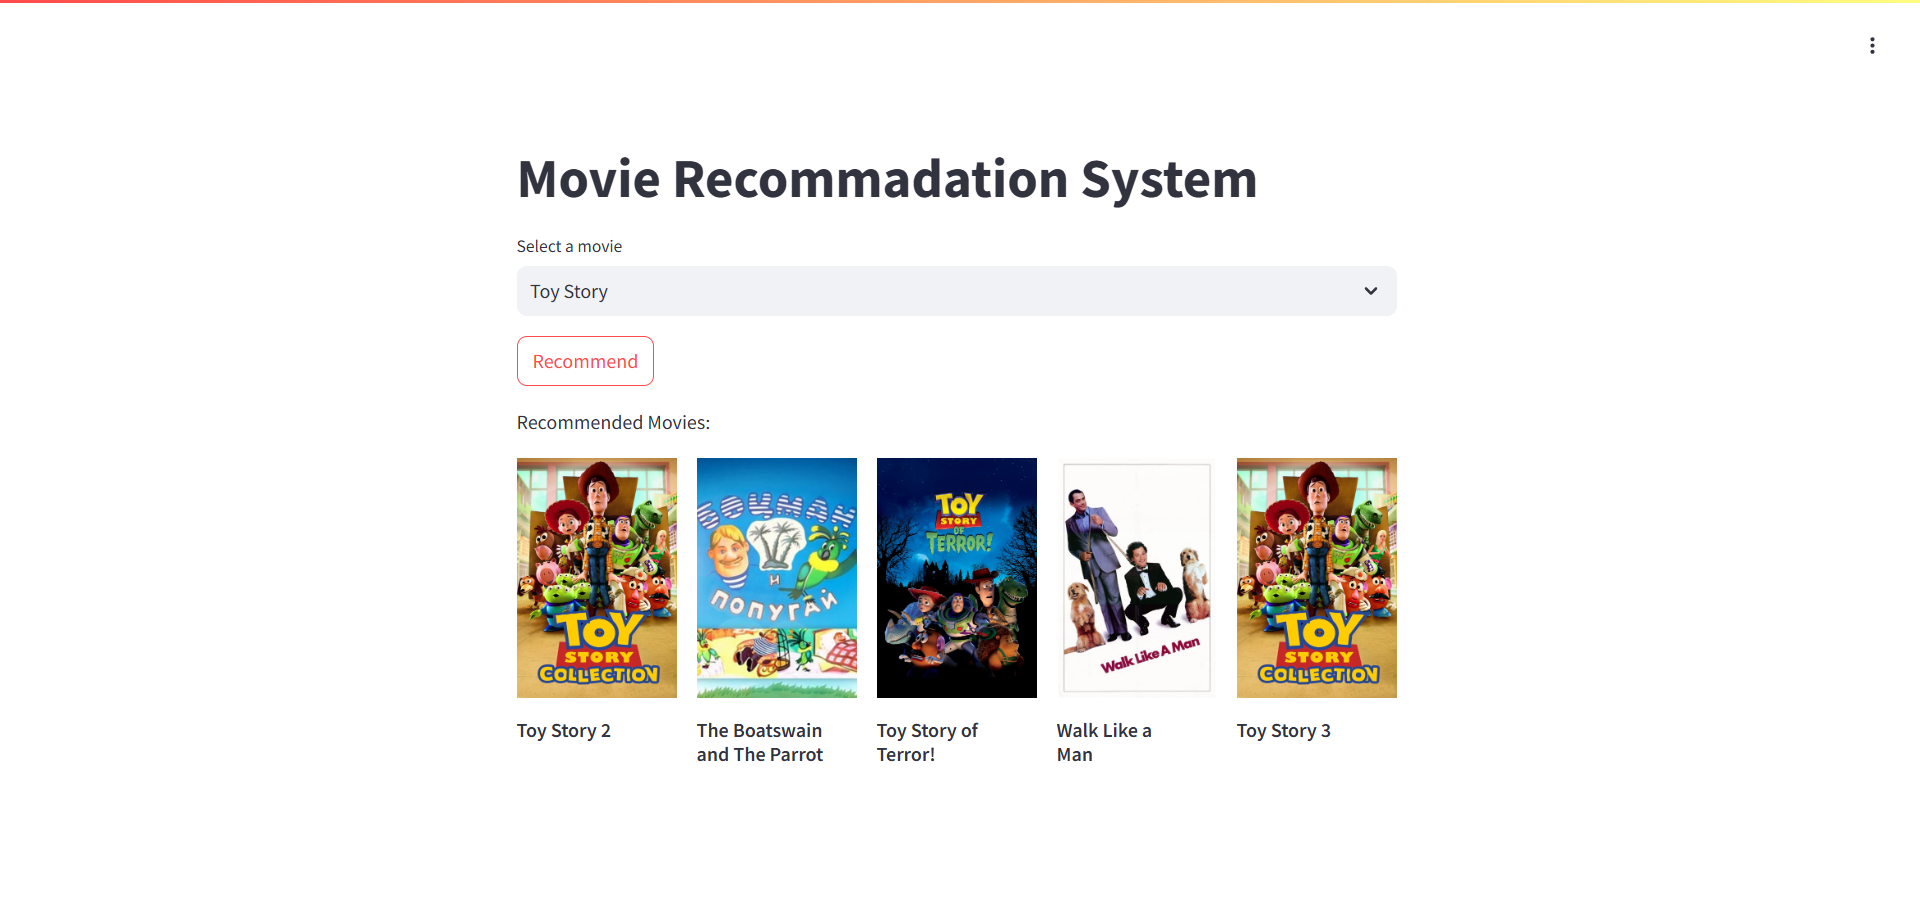 Movie Recommadation System
Select a movie
Toy Story
Recommend
Recommended Movies:
TOY
STORY
COLLECTION
БОЦМАН
И
ПОПУГАЙ
TOY
STORY
OF
TERROR!
Walk Like A Man
TOY
STORY
COLLECTION
Toy Story 2
The Boatswain
and The Parrot
Toy Story of
Terror!
Walk Like a
Man
Toy Story 3